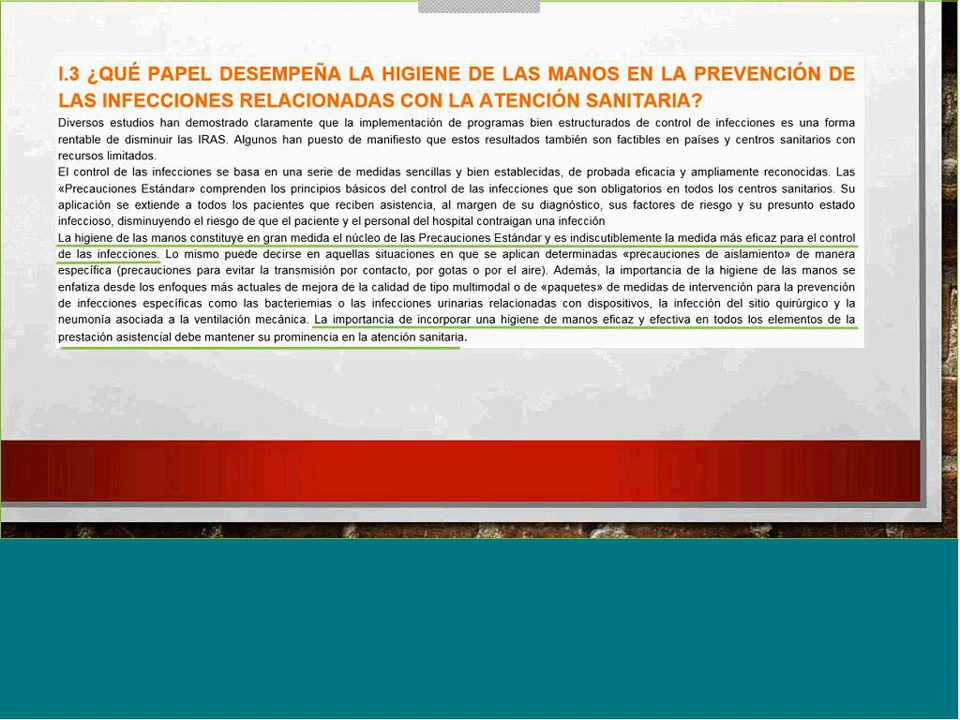 I.3 ¿QUÉ PAPEL DESEMPEÑA LA HIGIENE DE LAS MANOS EN LA PREVENCIÓN DE
LAS INFECCIONES RELACIONADAS CON LA ATENCIÓN SANITARIA?
Diversos estudios han demostrado claramente que la implementación de programas bien estructurados de control de infecciones es una forma
rentable de disminuir las IRAS. Algunos han puesto de manifiesto que estos resultados también son factibles en países y centros sanitarios con
recursos limitados.
El control de las infecciones se basa en una serie de medidas sencillas y bien establecidas, de probada eficacia y ampliamente reconocidas. Las
«Precauciones Estándar» comprenden los principios básicos del control de las infecciones que son obligatorios en todos los centros sanitarios. Su
aplicación se extiende a todos los pacientes que reciben asistencia, al margen de su diagnóstico, sus factores de riesgo y su presunto estado
infeccioso, disminuyendo el riesgo de que el paciente y el personal del hospital contraigan una infección
La higiene de las manos constituye en gran medida el núcleo de las Precauciones Estándar y es indiscutiblemente la medida más eficaz para el control
de las infecciones. Lo mismo puede decirse en aquellas situaciones en que se aplican determinadas «precauciones de aislamiento» de manera
específica (precauciones para evitar la transmisión por contacto, por gotas o por el aire). Además, la importancia de la higiene de las manos se
enfatiza desde los enfoques más actuales de mejora de la calidad de tipo multimodal o de «paquetes» de medidas de intervención para la prevención
de infecciones específicas como las bacteriemias o las infecciones urinarias relacionadas con dispositivos, la infección del sitio quirúrgico y la
neumonía asociada a la ventilación mecánica. La importancia de incorporar una higiene de manos eficaz y efectiva en todos los elementos de la
prestación asistencial debe mantener su prominencia en la atención sanitaria.